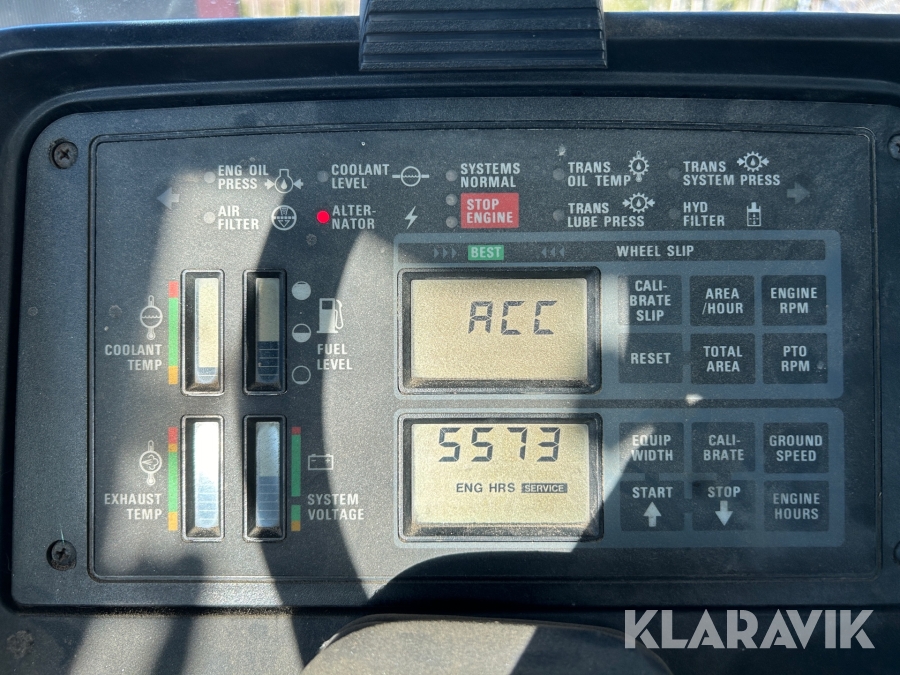 ENG OIL
PRESS
COOLANT
LEVEL
SYSTEMS
NORMAL
TRANS
OIL TEMP
TRANS
SYSTEM PRESS
AIR
FILTER
ALTER-
NATOR
STOP
ENGINE
TRANS
LUBE PRESS
HYD
FILTER
BEST
WHEEL SLIP
COOLANT
TEMP
FUEL
LEVEL
ACC
CALI-
BRATE
SLIP
AREA
/HOUR
ENGINE
RPM
RESET
TOTAL
AREA
PTO
RPM
EXHAUST
TEMP
SYSTEM
VOLTAGE
5573
ENG HRS SERVICE
EQUIP
WIDTH
CALI-
BRATE
GROUND
SPEED
START
STOP
ENGINE
HOURS
KLARAVIK